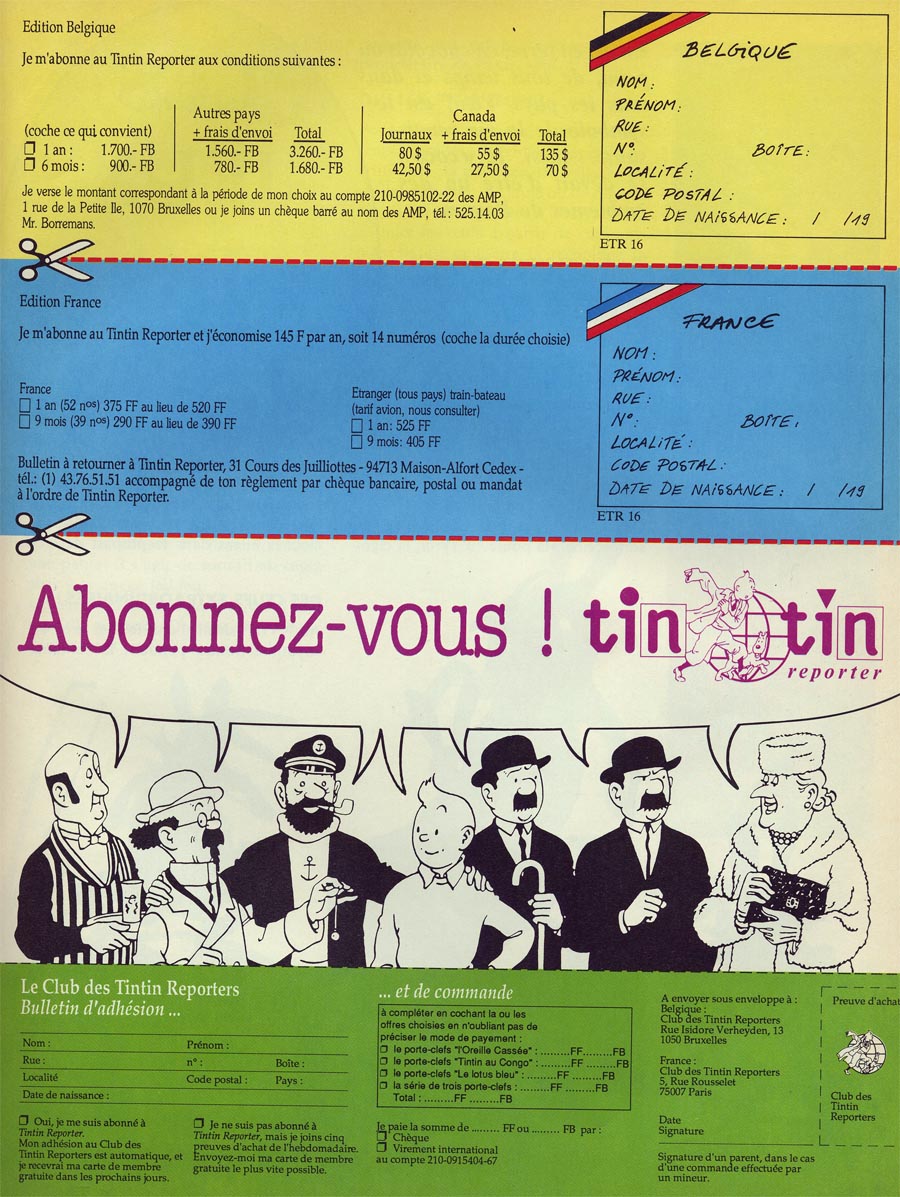 Edition Belgique
Je m'abonne au Tintin Reporter aux conditions suivantes :
Autres pays
Canada
(coche ce qui convient) + frais d'envoi Total Journaux + frais d'envoi Total
1 an : 1.700.- FB 1.560.- FB 3.260.- FB 80 $ 55 $ 135 $
6 mois : 900.- FB 780.- FB 1.680.- FB 42,50 $ 27,50 $ 70 $
Je verse le montant correspondant à la période de mon choix au compte 210-0985102-22 des AMP,
1 rue de la Petite Ile, 1070 Bruxelles ou je joins un chèque barré au nom des AMP, tél.: 525.14.03
Mr. Borremans.
BELGIQUE
NOM :
PRÉNOM :
RUE :
N°: BOÎTE :
LOCALITÉ :
CODE POSTAL :
DATE DE NAISSANCE : / /19
ETR 16
Edition France
Je m'abonne au Tintin Reporter et j'économise 145 F par an, soit 14 numéros (coche la durée choisie)
France
1 an (52 nos) 375 FF au lieu de 520 FF
9 mois (39 nos) 290 FF au lieu de 390 FF
Etranger (tous pays) train-bateau
(tarif avion, nous consulter)
1 an : 525 FF
9 mois : 405 FF
Bulletin à retourner à Tintin Reporter, 31 Cours des Juilliottes - 94713 Maison-Alfort Cedex -
tél.: (1) 43.76.51.51 accompagné de ton règlement par chèque bancaire, postal ou mandat
à l'ordre de Tintin Reporter.
FRANCE
NOM :
PRÉNOM :
RUE :
N°: BOÎTE :
LOCALITÉ :
CODE POSTAL :
DATE DE NAISSANCE : / /19
ETR 16
Abonnez-vous ! tintin
reporter
Le Club des Tintin Reporters
Bulletin d'adhésion ...
Nom : Prénom :
Rue : n° : Boîte :
Localité Code postal : Pays :
Date de naissance :
Oui, je me suis abonné à
Tintin Reporter.
Mon adhésion au Club des
Tintin Reporters est automatique, et
je recevrai ma carte de membre
gratuite dans les prochains jours.
Je ne suis pas abonné à
Tintin Reporter, mais je joins cinq
preuves d'achat de l'hebdomadaire.
Envoyez-moi ma carte de membre
gratuite le plus vite possible.
... et de commande
à compléter en cochant la ou les
offres choisies en n'oubliant pas de
préciser le mode de payement :
le porte-clefs "l'Oreille Cassée" : .........FF.........FB
le porte-clefs "Tintin au Congo" : .........FF .........FB
le porte-clefs "Le lotus bleu" : .........FF .........FB
la série de trois porte-clefs : .........FF .........FB
Total : .........FF .........FB
Je paie la somme de ......... FF ou ......... FB par :
Chèque
Virement international
au compte 210-0915404-67
A envoyer sous enveloppe à :
Belgique :
Club des Tintin Reporters
Rue Isidore Verheyden, 13
1050 Bruxelles
France :
Club des Tintin Reporters
5, Rue Rousselet
75007 Paris
Date
Signature
Signature d'un parent, dans le cas
d'une commande effectuée par
un mineur.
Preuve d'achat
Club des
Tintin
Reporters